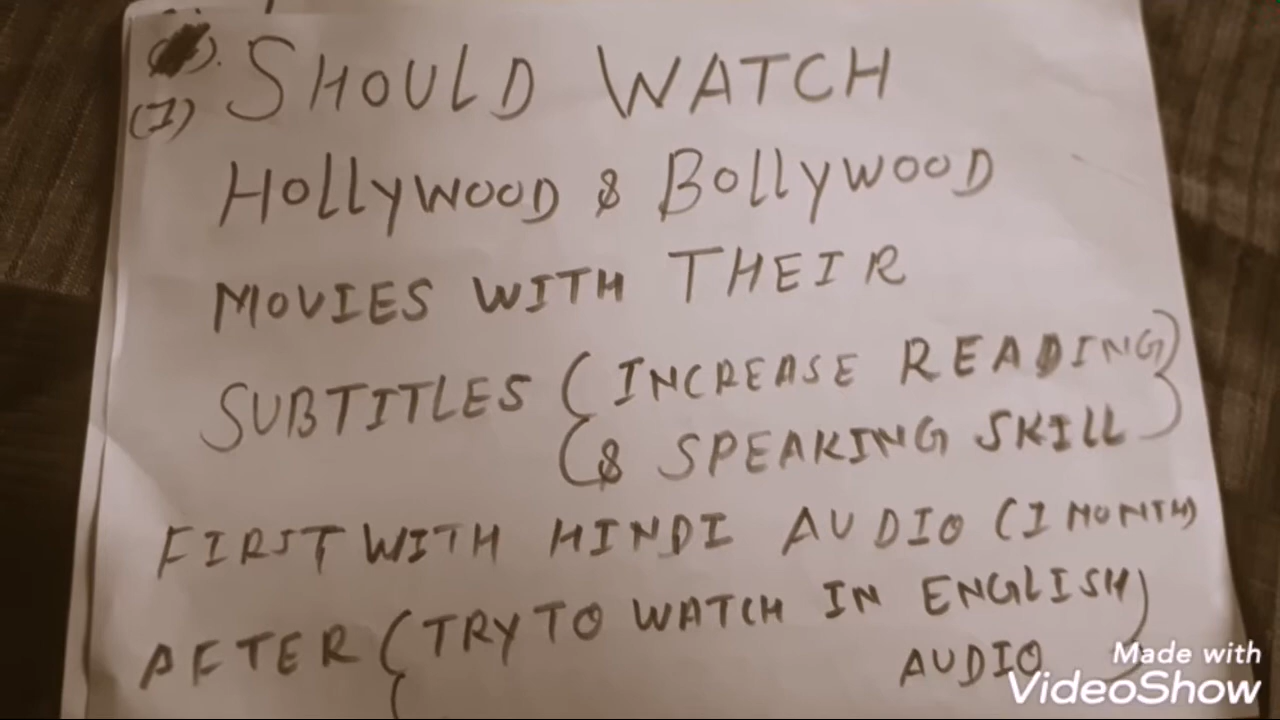 (1) SHOULD WATCH
HOLLYWOOD & BOLLYWOOD
MOVIES WITH THEIR
SUBTITLES (INCREASE READING)
(& SPEAKING SKILL)
FIRST WITH HINDI AUDIO (1 MONTH)
AFTER (TRY TO WATCH IN ENGLISH)
AUDIO
Made with
VideoShow